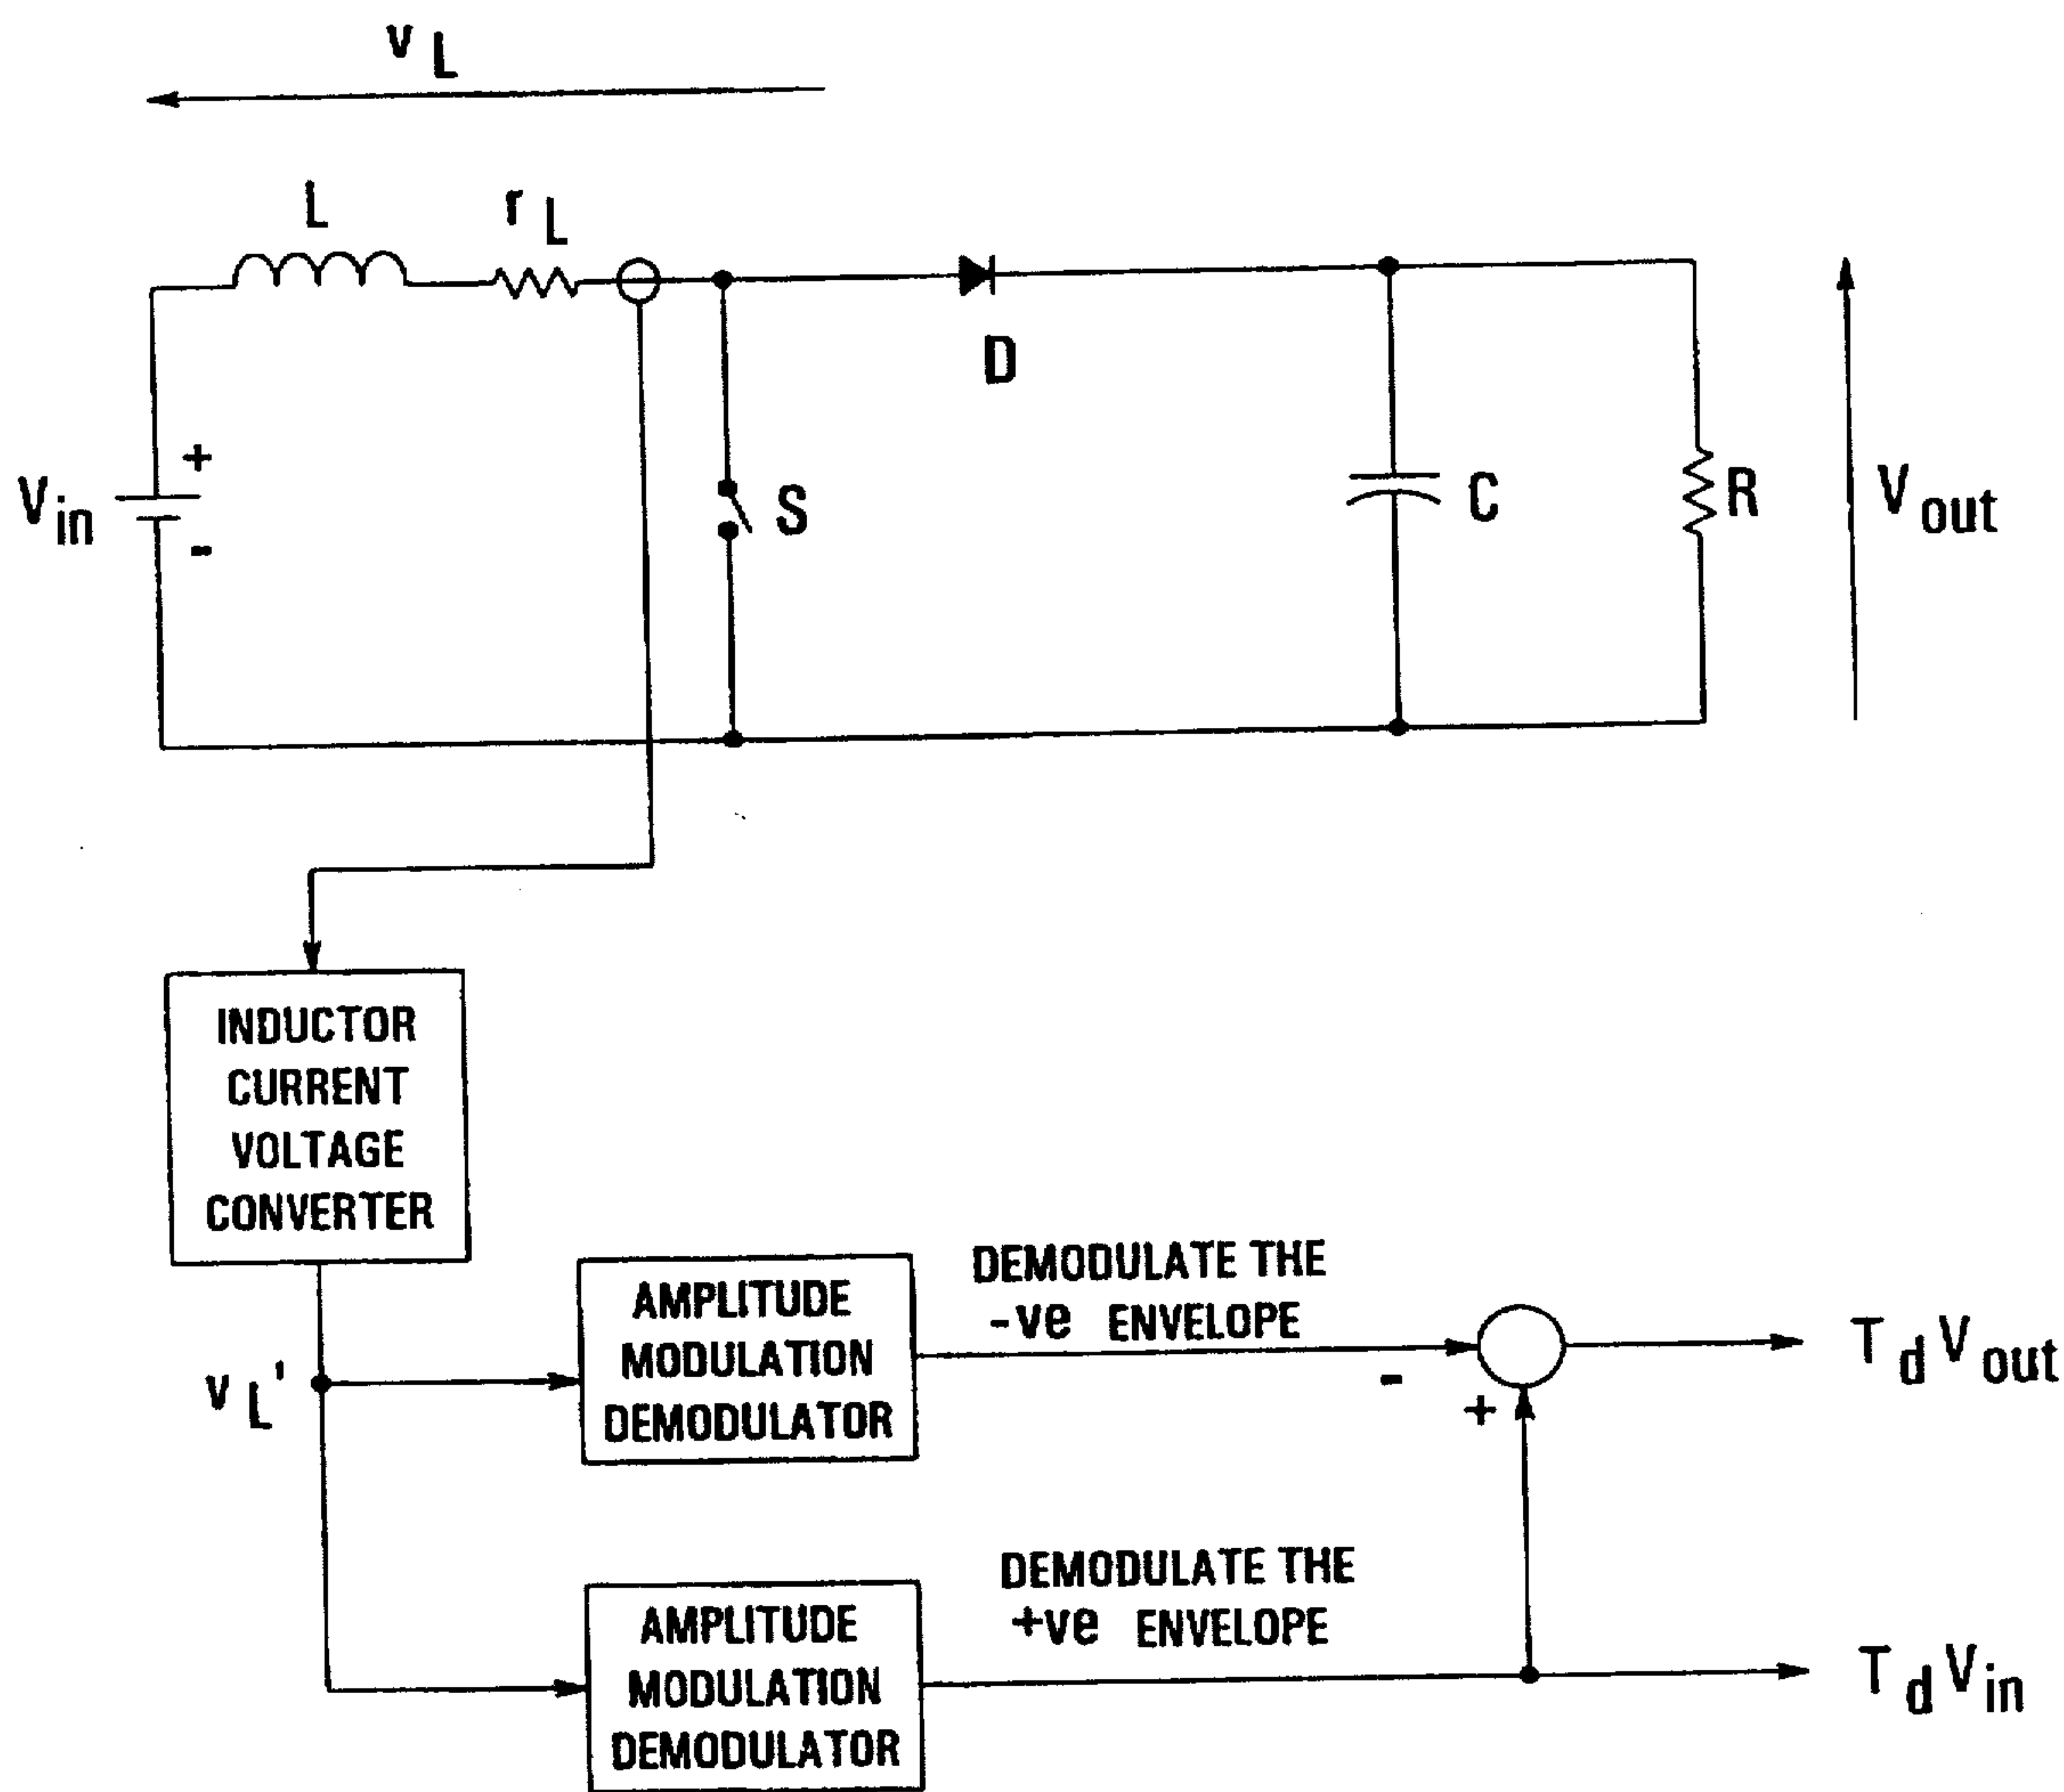 v L
L
r L
D
+
V in
-
S
C
R
V out
INDUCTOR
CURRENT
VOLTAGE
CONVERTER
v L '
AMPLITUDE
MODULATION
DEMODULATOR
DEMODULATE THE
-ve ENVELOPE
-
+
T d V out
AMPLITUDE
MODULATION
DEMODULATOR
DEMODULATE THE
+ve ENVELOPE
T d V in